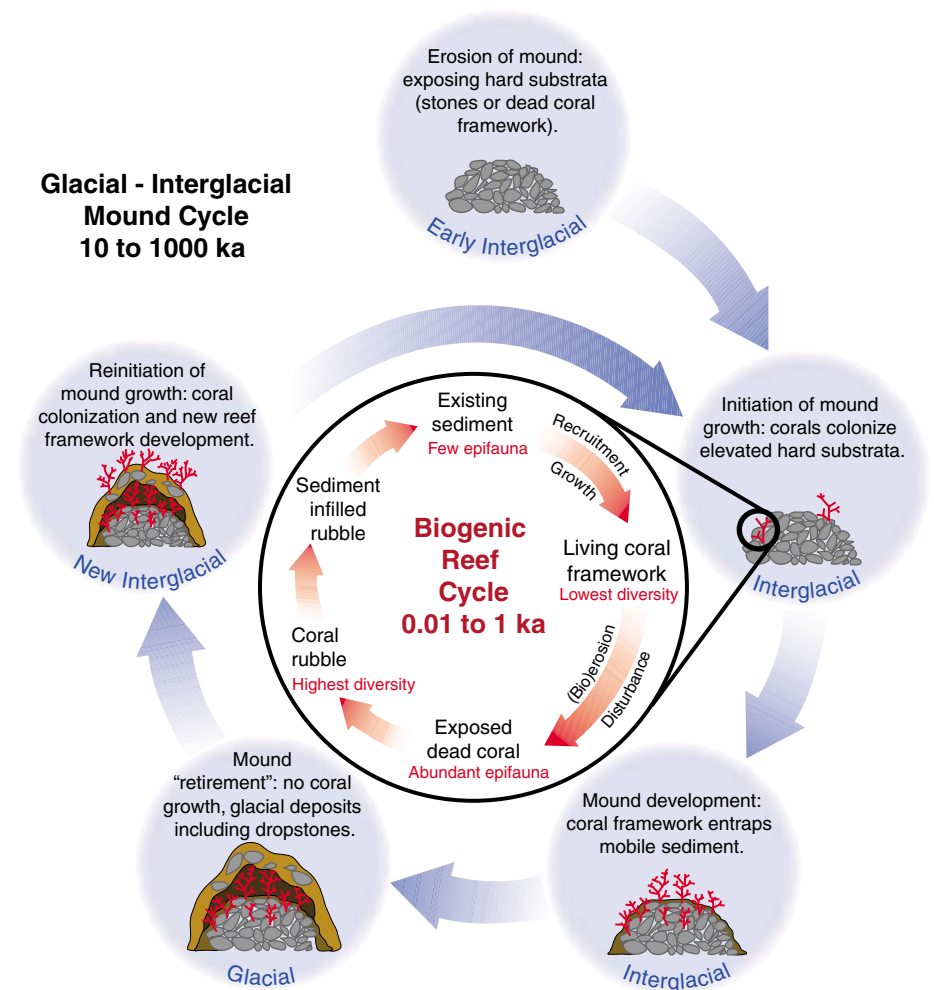 Erosion of mound:
exposing hard substrata
(stones or dead coral
framework).
Early Interglacial
Glacial - Interglacial
Mound Cycle
10 to 1000 ka
Reinitiation of
mound growth: coral
colonization and new reef
framework development.
New Interglacial
Initiation of mound
growth: corals colonize
elevated hard substrata.
Interglacial
Existing
sediment
Few epifauna
Recruitment
Growth
Sediment
infilled
rubble
Biogenic
Reef
Cycle
0.01 to 1 ka
Living coral
framework
Lowest diversity
(Bio)erosion
Disturbance
Coral
rubble
Highest diversity
Exposed
dead coral
Abundant epifauna
Mound
“retirement”: no coral
growth, glacial deposits
including dropstones.
Glacial
Mound development:
coral framework entraps
mobile sediment.
Interglacial